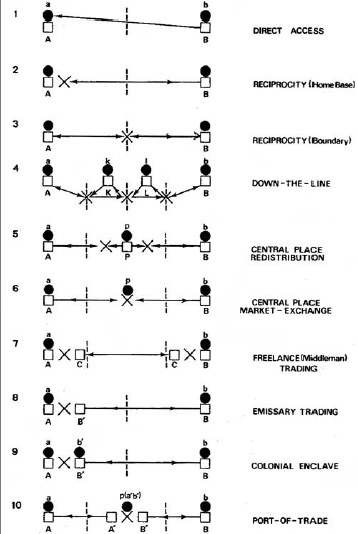 1
a b
A B
DIRECT ACCESS
2
A B
RECIPROCITY (Home Base)
3
A B
RECIPROCITY (Boundary)
4
a k l b
A K L B
DOWN-THE-LINE
5
a p b
A P B
CENTRAL PLACE
REDISTRIBUTION
6
a p b
A B
CENTRAL PLACE
MARKET-EXCHANGE
7
a b
A C C B
FREELANCE (Middleman)
TRADING
8
a b
A B' B
EMISSARY TRADING
9
a b' b
A B' B
COLONIAL ENCLAVE
10
a p(a'b') b
A A' B' B
PORT-OF-TRADE